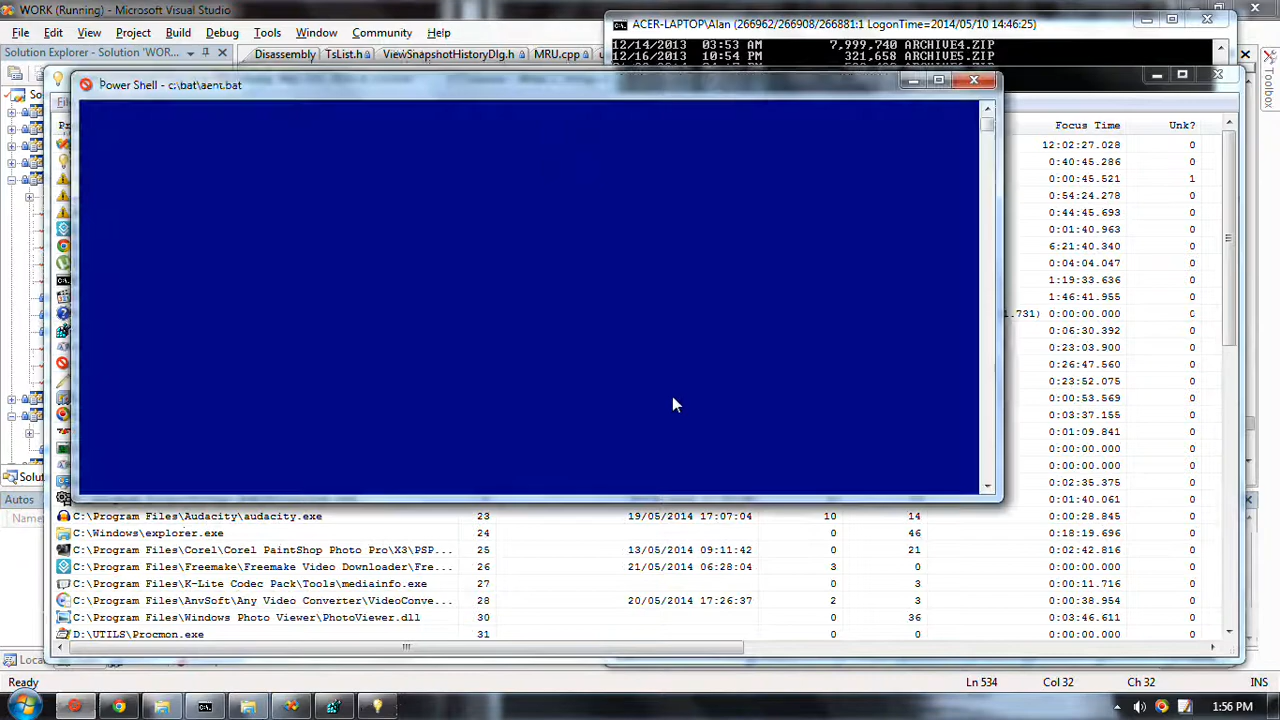 WORK (Running) - Microsoft Visual Studio
ACER-LAPTOP\Alan (266962/266908/266881:1 LogonTime=2014/05/10 14:46:25)
File Edit View Project Build Debug Tools Window Community Help
12/14/2013 03:53 AM 7,999,740 ARCHIVE4.ZIP
Solution Explorer - Solution 'WOR...
Disassembly TsList.h ViewSnapshotHistoryDlg.h MRU.cpp
12/16/2013 10:54 PM 321,658 ARCHIVE5.ZIP
Toolbox
Power Shell - c:\bat\aent.bat
Focus Time Unk?
12:02:27.028 0
0:40:45.286 0
0:00:45.521 1
0:54:24.278 0
0:44:45.693 0
0:01:40.963 0
6:21:40.340 0
0:04:04.047 0
1:19:33.636 0
1:46:41.955 0
1.731) 0:00:00.000 0
0:06:30.392 0
0:23:03.900 0
0:26:47.560 0
0:23:52.075 0
0:00:53.569 0
0:03:37.155 0
0:01:09.841 0
0:00:00.000 0
0:00:00.000 0
0:02:35.375 0
Solut
Autos
0:01:40.061 0
Name
C:\Program Files\Audacity\audacity.exe 23 19/05/2014 17:07:04 10 14 0:00:28.845 0
C:\Windows\explorer.exe 24 0 46 0:18:19.696 0
C:\Program Files\Corel\Corel PaintShop Photo Pro\X3\PSP... 25 13/05/2014 09:11:42 0 21 0:02:42.816 0
C:\Program Files\Freemake\Freemake Video Downloader\Fre... 26 21/05/2014 06:28:04 3 0 0:00:00.000 0
C:\Program Files\K-Lite Codec Pack\Tools\mediainfo.exe 27 0 3 0:00:11.716 0
C:\Program Files\AnvSoft\Any Video Converter\VideoConve... 28 20/05/2014 17:26:37 2 3 0:00:38.954 0
C:\Program Files\Windows Photo Viewer\PhotoViewer.dll 30 0 36 0:03:46.611 0
D:\UTILS\Procmon.exe 31 0 0 0:00:00.000 0
Loca
Ready Ln 534 Col 32 Ch 32 INS
1:56 PM